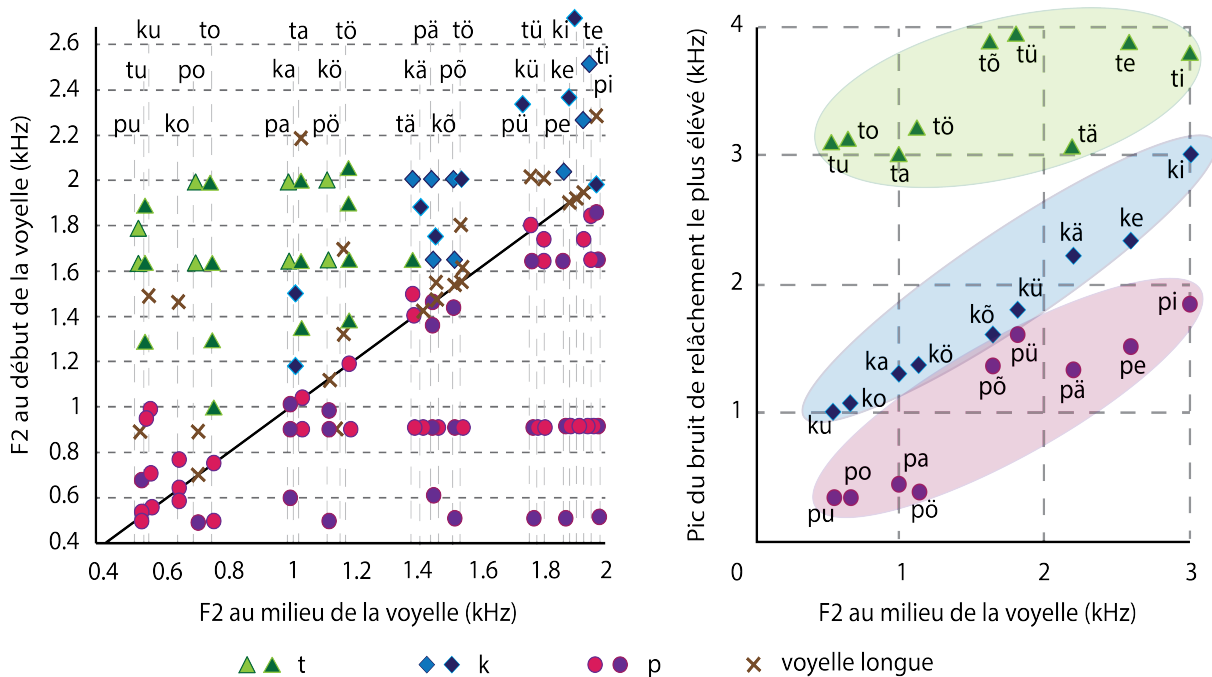 ku to ta tö pä tö tü ki te
2.6
tu po ka kö kä põ kü ke ti
2.4
pi
pu ko pa pö tä kõ pü pe
2.2
2
1.8
1.6
1.4
1.2
1
0.8
0.6
0.4
F2 au début de la voyelle (kHz)
0.4 0.6 0.8 1 1.2 1.4 1.6 1.8 2
F2 au milieu de la voyelle (kHz)
4
3
2
1
Pic du bruit de relâchement le plus élevé (kHz)
tõ tü te ti
to tö tä
tu ta
ki
kä ke
kü
kõ
ka kö
ku ko
pi
pü pe
põ pä
po pa
pu pö
0 1 2 3
F2 au milieu de la voyelle (kHz)
t k p voyelle longue